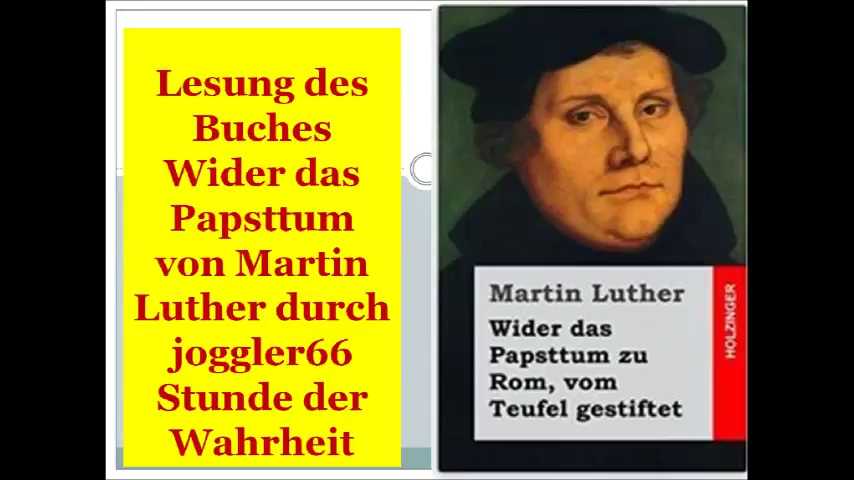 Lesung des
Buches
Wider das
Papsttum
von Martin
Luther durch
joggler66
Stunde der
Wahrheit
Martin Luther
Wider das
Papsttum zu
Rom, vom
Teufel gestiftet
HOLZINGER